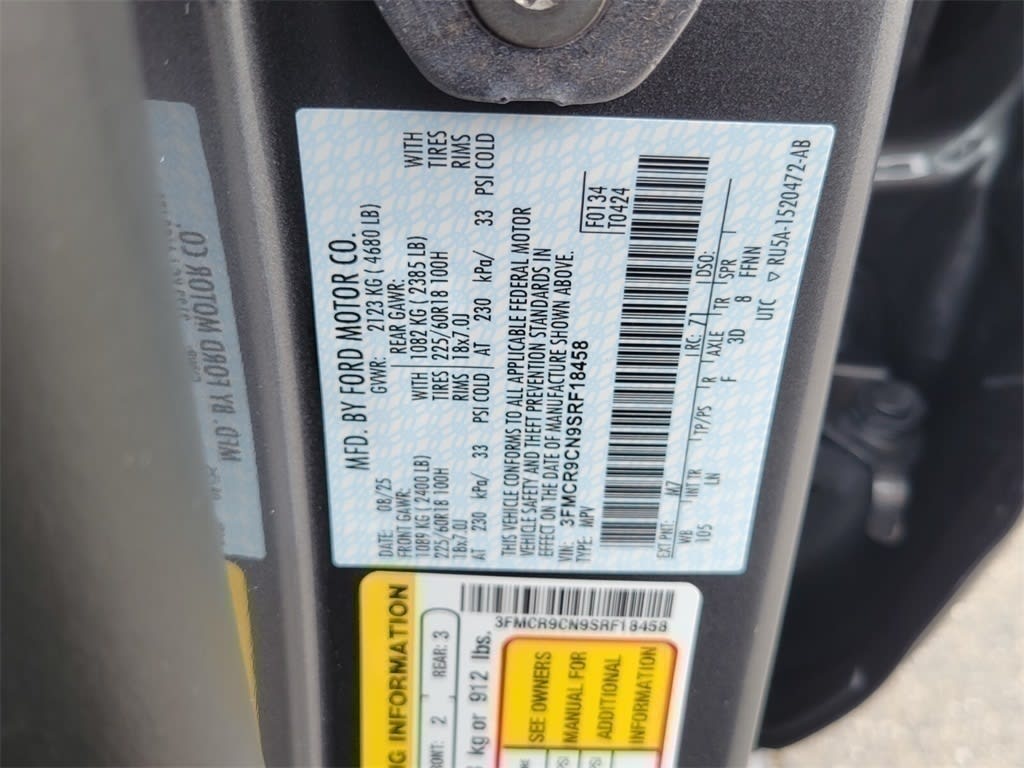 MFD. BY FORD MOTOR CO.
DATE: 08/25 GVWR: 2123 KG ( 4680 LB)
FRONT GAWR: REAR GAWR:
1089 KG ( 2400 LB) WITH 1082 KG ( 2385 LB) WITH
225/60R18 100H TIRES 225/60R18 100H TIRES
18x7.0J RIMS 18x7.0J RIMS
AT 230 kPa/ 33 PSI COLD AT 230 kPa/ 33 PSI COLD
THIS VEHICLE CONFORMS TO ALL APPLICABLE FEDERAL MOTOR
VEHICLE SAFETY AND THEFT PREVENTION STANDARDS IN
EFFECT ON THE DATE OF MANUFACTURE SHOWN ABOVE.
VIN: 3FMCR9CN9SRF18458
TYPE: MPV
F0134
T0424
EXT PNT: M7 RC: 71 DSO:
WB INT TR TP/PS R AXLE TR SPR
105 LN F 3D 8 FFNN
UTC ▽ RU5A-1520472-AB
NG INFORMATION
FRONT: 2 REAR: 3
kg or 912 lbs.
3FMCR9CN9SRF18458
SEE OWNERS
MANUAL FOR
ADDITIONAL
INFORMATION
MFD. BY FORD MOTOR CO.